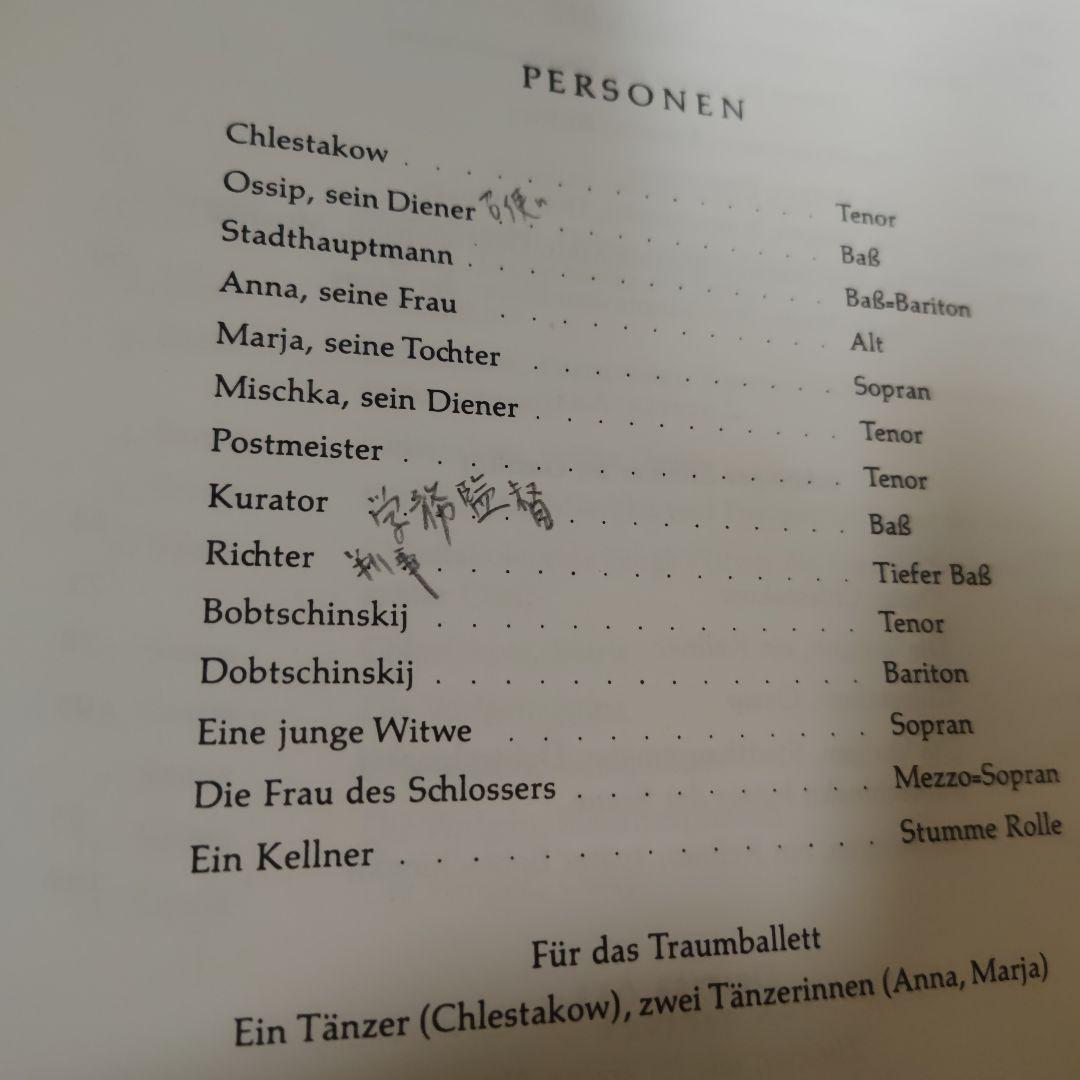 PERSONEN
Chlestakow . . . . . . . . . . . . . . Tenor
Ossip, sein Diener . . . . . . . . . . . Baß
Stadthauptmann . . . . . . . . . . . . Baß=Bariton
Anna, seine Frau . . . . . . . . . . . Alt
Marja, seine Tochter . . . . . . . . . . Sopran
Mischka, sein Diener . . . . . . . . . . Tenor
Postmeister . . . . . . . . . . . . . . Tenor
Kurator 学務監督 . . . . . . . . . . Baß
Richter 判事 . . . . . . . . . . . . . Tiefer Baß
Bobtschinskij . . . . . . . . . . . . . Tenor
Dobtschinskij . . . . . . . . . . . . . Bariton
Eine junge Witwe . . . . . . . . . . . Sopran
Die Frau des Schlossers . . . . . . . . . Mezzo=Sopran
Ein Kellner . . . . . . . . . . . . . . Stumme Rolle
Für das Traumballett
Ein Tänzer (Chlestakow), zwei Tänzerinnen (Anna, Marja)